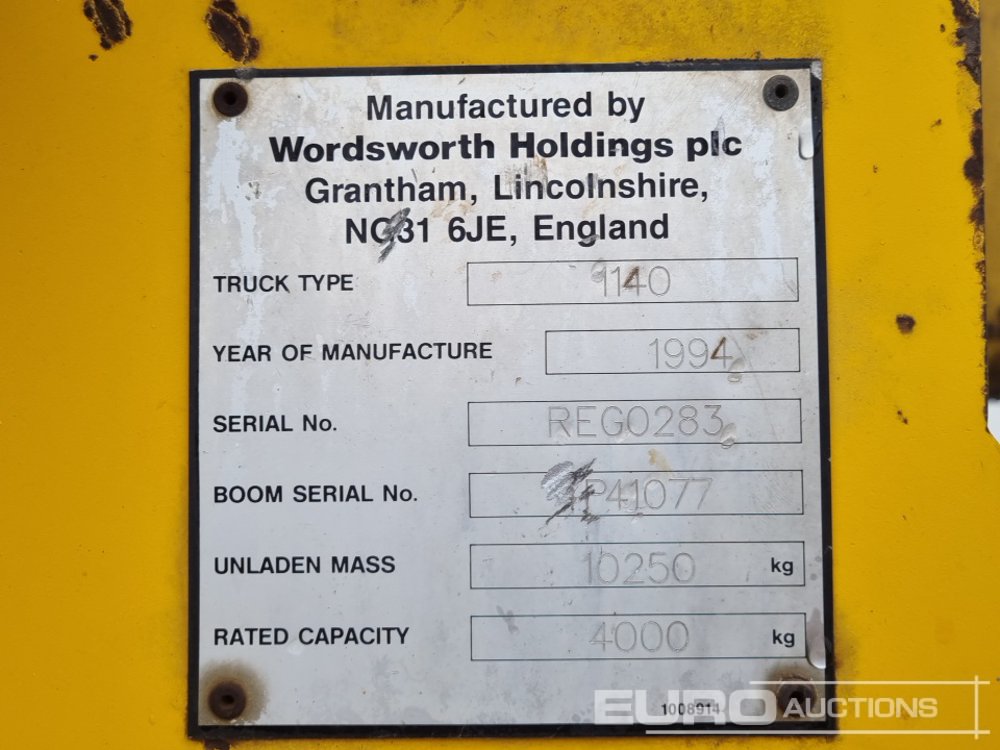 Manufactured by
Wordsworth Holdings plc
Grantham, Lincolnshire,
NG31 6JE, England
TRUCK TYPE 1140
YEAR OF MANUFACTURE 1994
SERIAL No. REG0283
BOOM SERIAL No. P41077
UNLADEN MASS 10250 kg
RATED CAPACITY 4000 kg
1008914
EURO AUCTIONS